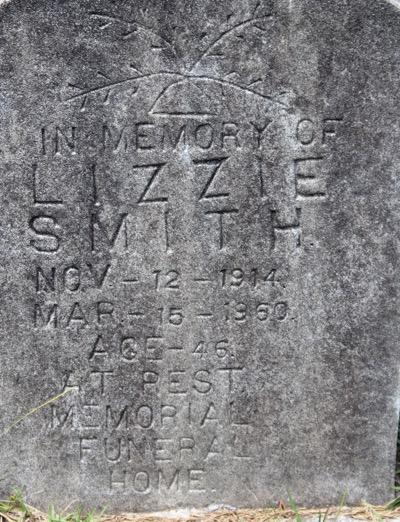 IN MEMORY OF
LIZZIE
SMITH.
NOV.-12-1914.
MAR.-15-1960.
AGE-46.
AT REST
MEMORIAL
FUNERAL
HOME.